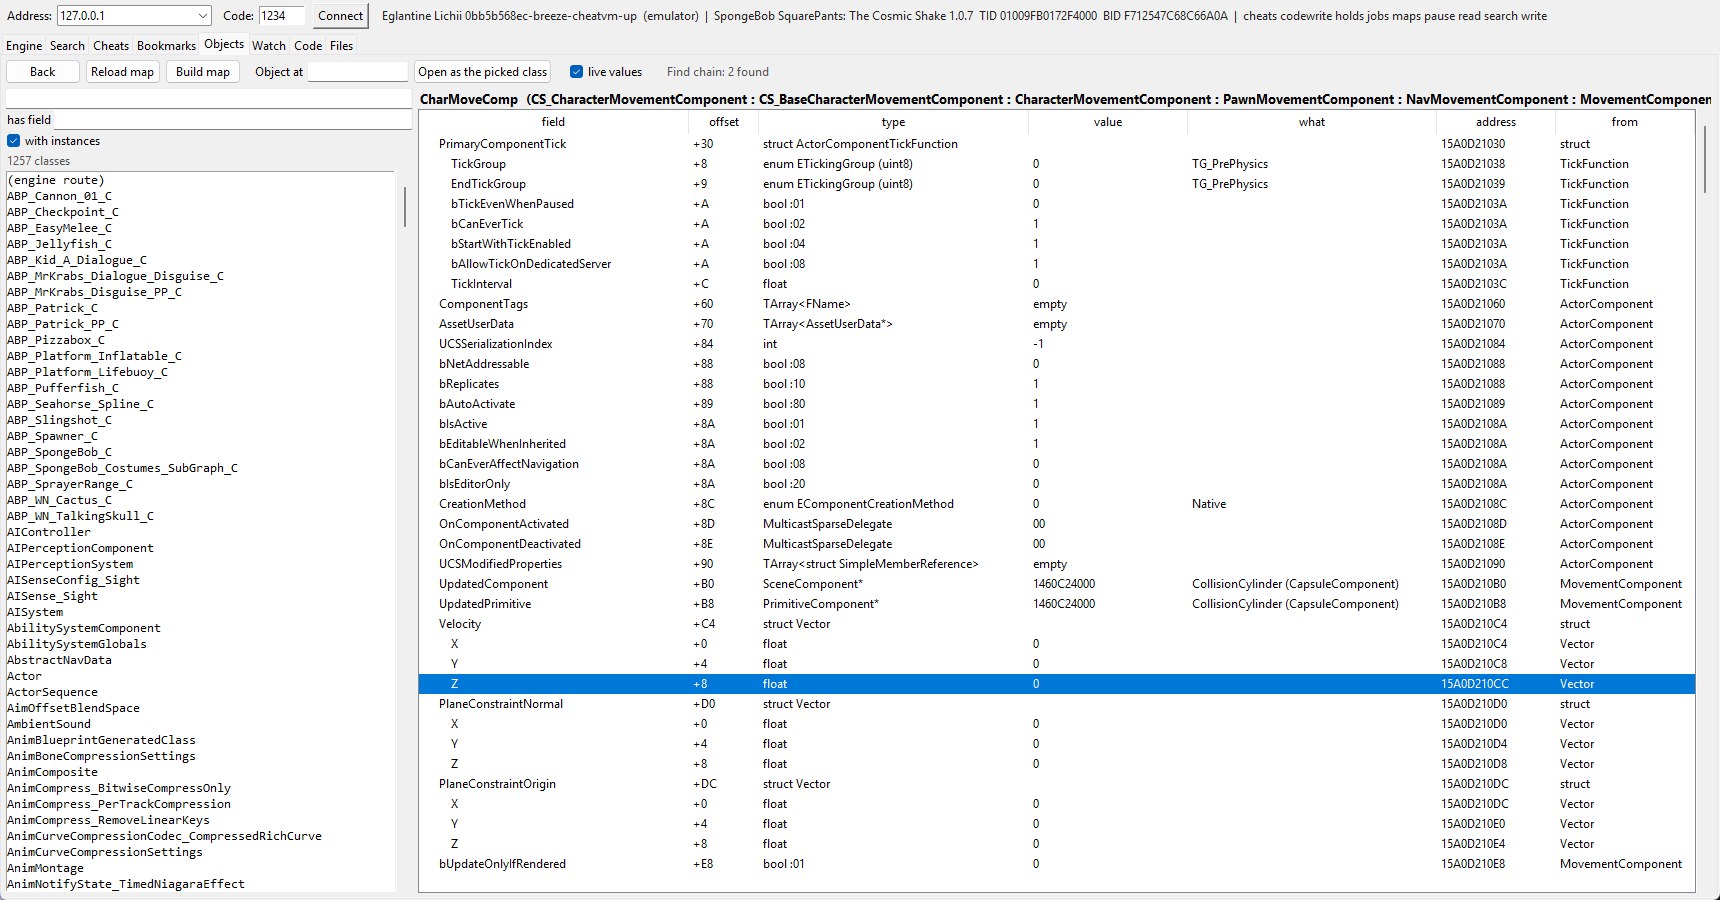 Address: 127.0.0.1 Code: 1234 Connect Eglantine Lichii 0bb5b568ec-breeze-cheatvm-up (emulator) | SpongeBob SquarePants: The Cosmic Shake 1.0.7 TID 01009FB0172F4000 BID F712547C68C66A0A | cheats codewrite holds jobs maps pause read search write
Engine Search Cheats Bookmarks Objects Watch Code Files
Back Reload map Build map Object at Open as the picked class live values Find chain: 2 found
CharMoveComp (CS_CharacterMovementComponent : CS_BaseCharacterMovementComponent : CharacterMovementComponent : PawnMovementComponent : NavMovementComponent : MovementComponen
has field
with instances
1257 classes
(engine route)
ABP_Cannon_01_C
ABP_Checkpoint_C
ABP_EasyMelee_C
ABP_Jellyfish_C
ABP_Kid_A_Dialogue_C
ABP_MrKrabs_Dialogue_Disguise_C
ABP_MrKrabs_Disguise_PP_C
ABP_Patrick_C
ABP_Patrick_PP_C
ABP_Pizzabox_C
ABP_Platform_Inflatable_C
ABP_Platform_Lifebuoy_C
ABP_Pufferfish_C
ABP_Seahorse_Spline_C
ABP_Slingshot_C
ABP_Spawner_C
ABP_SpongeBob_C
ABP_SpongeBob_Costumes_SubGraph_C
ABP_SprayerRange_C
ABP_WN_Cactus_C
ABP_WN_TalkingSkull_C
AIController
AIPerceptionComponent
AIPerceptionSystem
AISenseConfig_Sight
AISense_Sight
AISystem
AbilitySystemComponent
AbilitySystemGlobals
AbstractNavData
Actor
ActorSequence
AimOffsetBlendSpace
AmbientSound
AnimBlueprintGeneratedClass
AnimBoneCompressionSettings
AnimComposite
AnimCompress_BitwiseCompressOnly
AnimCompress_PerTrackCompression
AnimCompress_RemoveLinearKeys
AnimCurveCompressionCodec_CompressedRichCurve
AnimCurveCompressionSettings
AnimMontage
AnimNotifyState_TimedNiagaraEffect
field offset type value what address from
PrimaryComponentTick +30 struct ActorComponentTickFunction 15A0D21030 struct
TickGroup +8 enum ETickingGroup (uint8) 0 TG_PrePhysics 15A0D21038 TickFunction
EndTickGroup +9 enum ETickingGroup (uint8) 0 TG_PrePhysics 15A0D21039 TickFunction
bTickEvenWhenPaused +A bool :01 0 15A0D2103A TickFunction
bCanEverTick +A bool :02 1 15A0D2103A TickFunction
bStartWithTickEnabled +A bool :04 1 15A0D2103A TickFunction
bAllowTickOnDedicatedServer +A bool :08 1 15A0D2103A TickFunction
TickInterval +C float 0 15A0D2103C TickFunction
ComponentTags +60 TArray<FName> empty 15A0D21060 ActorComponent
AssetUserData +70 TArray<AssetUserData*> empty 15A0D21070 ActorComponent
UCSSerializationIndex +84 int -1 15A0D21084 ActorComponent
bNetAddressable +88 bool :08 0 15A0D21088 ActorComponent
bReplicates +88 bool :10 1 15A0D21088 ActorComponent
bAutoActivate +89 bool :80 1 15A0D21089 ActorComponent
bIsActive +8A bool :01 1 15A0D2108A ActorComponent
bEditableWhenInherited +8A bool :02 1 15A0D2108A ActorComponent
bCanEverAffectNavigation +8A bool :08 0 15A0D2108A ActorComponent
bIsEditorOnly +8A bool :20 0 15A0D2108A ActorComponent
CreationMethod +8C enum EComponentCreationMethod 0 Native 15A0D2108C ActorComponent
OnComponentActivated +8D MulticastSparseDelegate 00 15A0D2108D ActorComponent
OnComponentDeactivated +8E MulticastSparseDelegate 00 15A0D2108E ActorComponent
UCSModifiedProperties +90 TArray<struct SimpleMemberReference> empty 15A0D21090 ActorComponent
UpdatedComponent +B0 SceneComponent* 1460C24000 CollisionCylinder (CapsuleComponent) 15A0D210B0 MovementComponent
UpdatedPrimitive +B8 PrimitiveComponent* 1460C24000 CollisionCylinder (CapsuleComponent) 15A0D210B8 MovementComponent
Velocity +C4 struct Vector 15A0D210C4 struct
X +0 float 0 15A0D210C4 Vector
Y +4 float 0 15A0D210C8 Vector
Z +8 float 0 15A0D210CC Vector
PlaneConstraintNormal +D0 struct Vector 15A0D210D0 struct
X +0 float 0 15A0D210D0 Vector
Y +4 float 0 15A0D210D4 Vector
Z +8 float 0 15A0D210D8 Vector
PlaneConstraintOrigin +DC struct Vector 15A0D210DC struct
X +0 float 0 15A0D210DC Vector
Y +4 float 0 15A0D210E0 Vector
Z +8 float 0 15A0D210E4 Vector
bUpdateOnlyIfRendered +E8 bool :01 0 15A0D210E8 MovementComponent